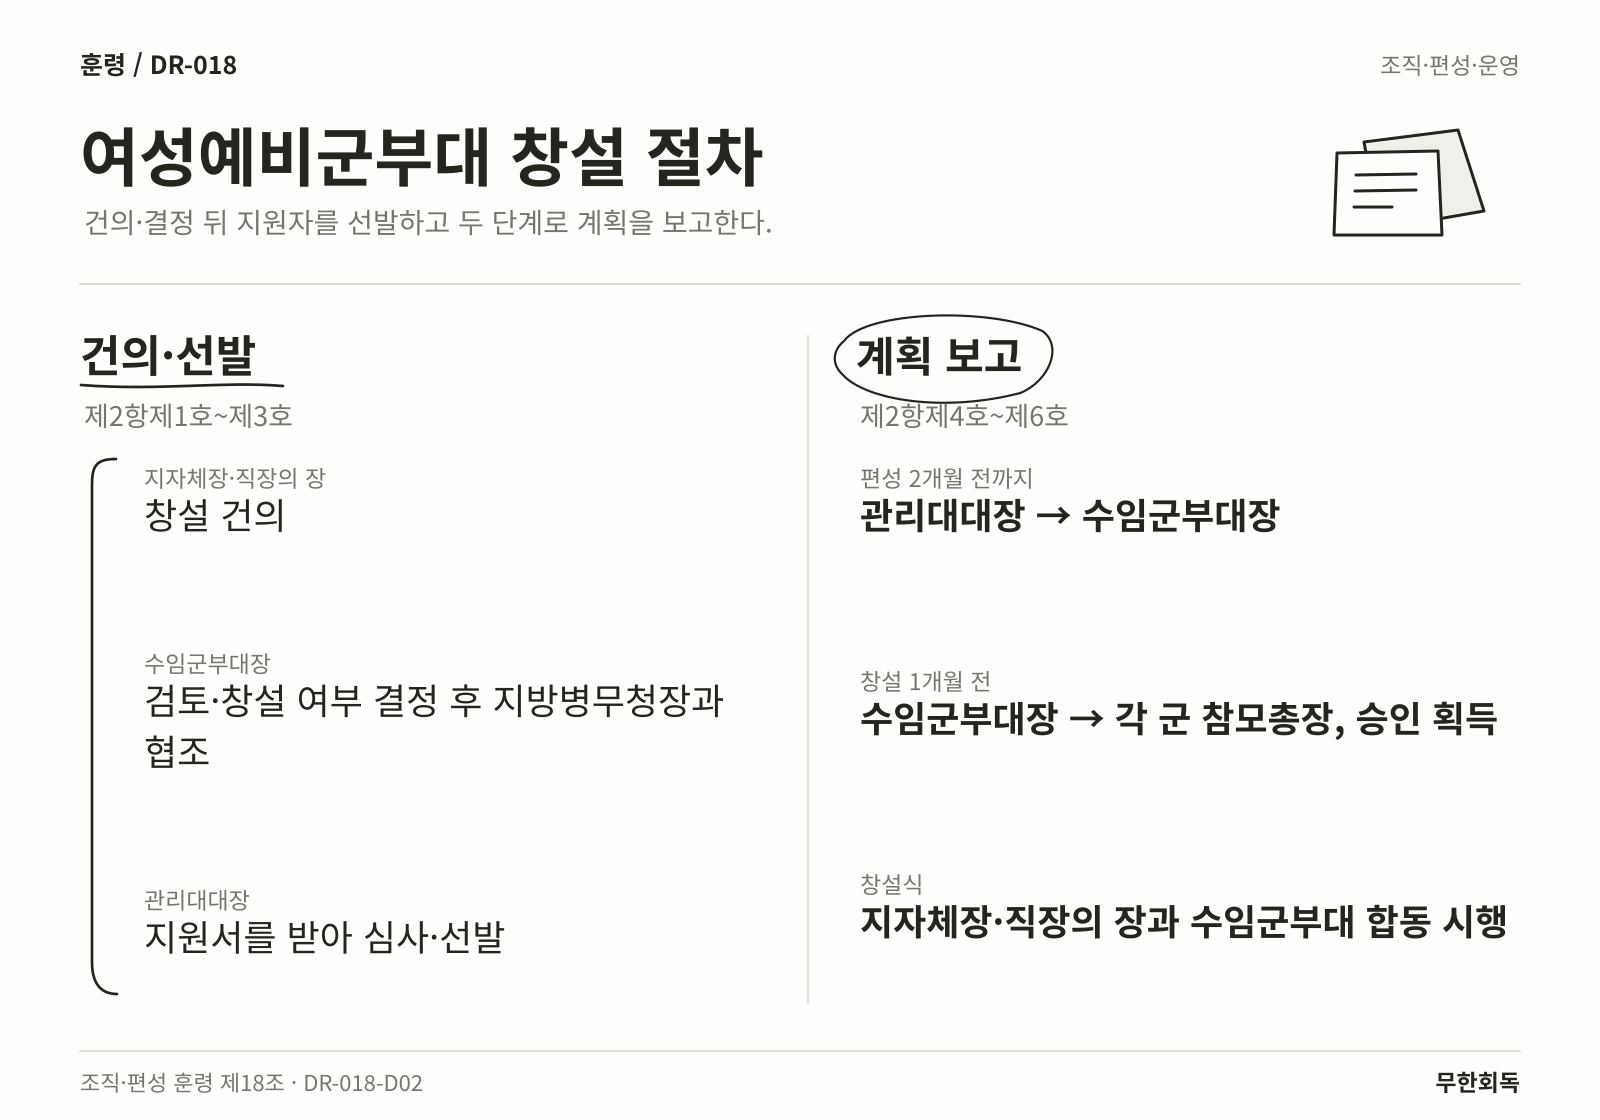 훈령 / DR-018
조직·편성·운영
여성예비군부대 창설 절차
건의·결정 뒤 지원자를 선발하고 두 단계로 계획을 보고한다.
건의·선발
제2항제1호~제3호
지자체장·직장의 장
창설 건의
수임군부대장
검토·창설 여부 결정 후 지방병무청장과
협조
관리대대장
지원서를 받아 심사·선발
계획 보고
제2항제4호~제6호
편성 2개월 전까지
관리대대장 → 수임군부대장
창설 1개월 전
수임군부대장 → 각 군 참모총장, 승인 획득
창설식
지자체장·직장의 장과 수임군부대 합동 시행
조직·편성 훈령 제18조 · DR-018-D02
무한회독